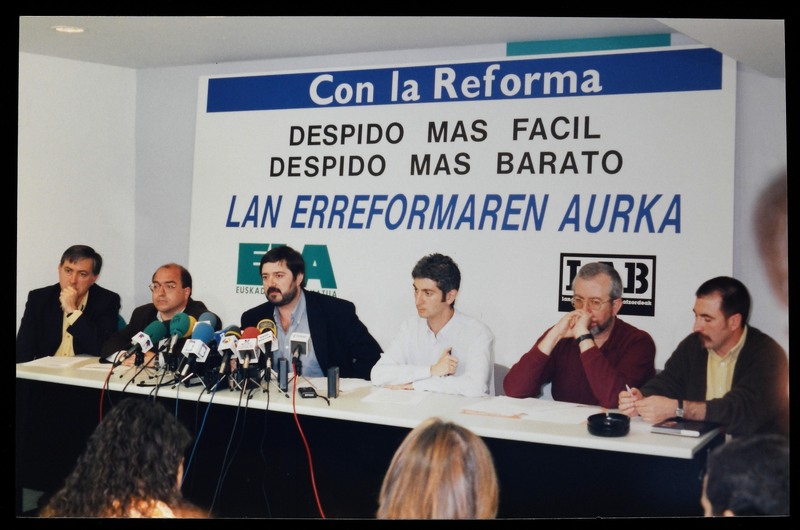 Con la Reforma
DESPIDO MAS FACIL
DESPIDO MAS BARATO
LAN ERREFORMAREN AURKA
LAB